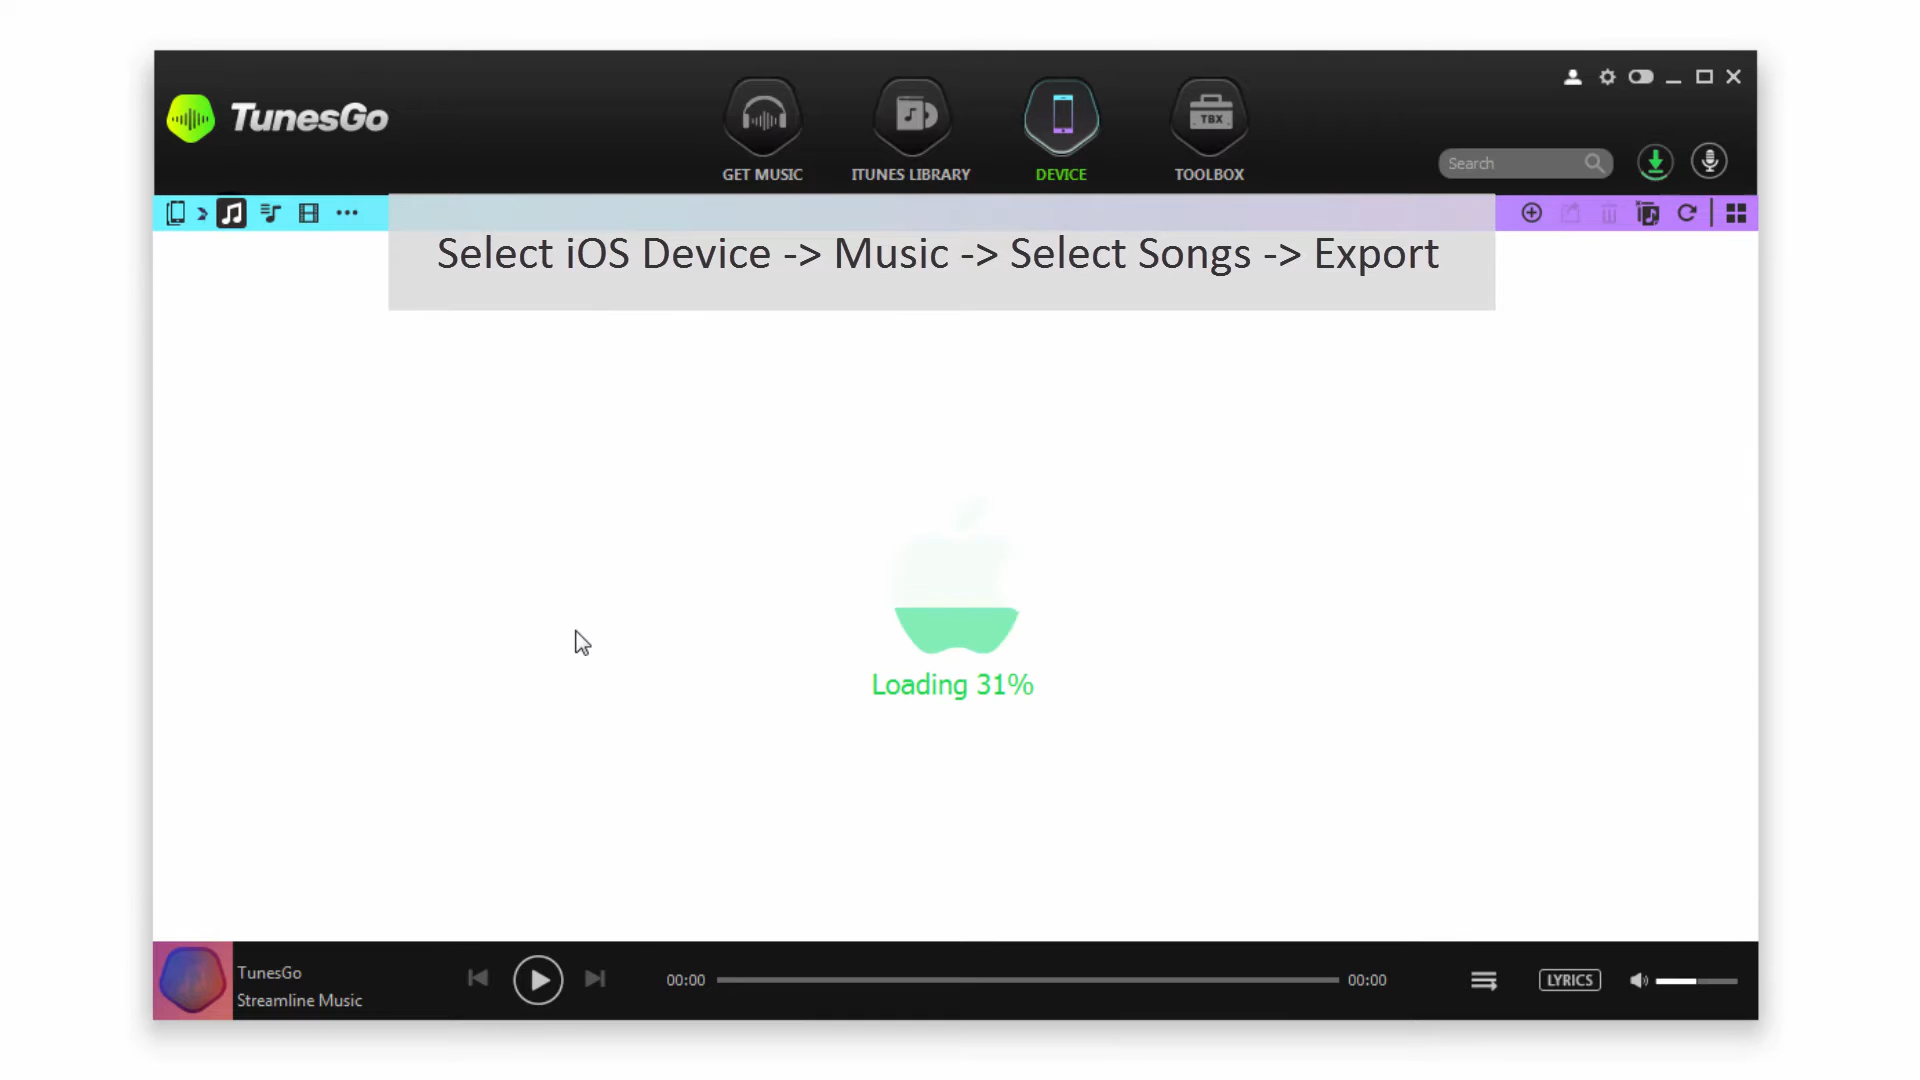 TunesGo
GET MUSIC
ITUNES LIBRARY
DEVICE
TBX
TOOLBOX
Search
Select iOS Device -> Music -> Select Songs -> Export
Loading 31%
TunesGo
Streamline Music
00:00
00:00
LYRICS